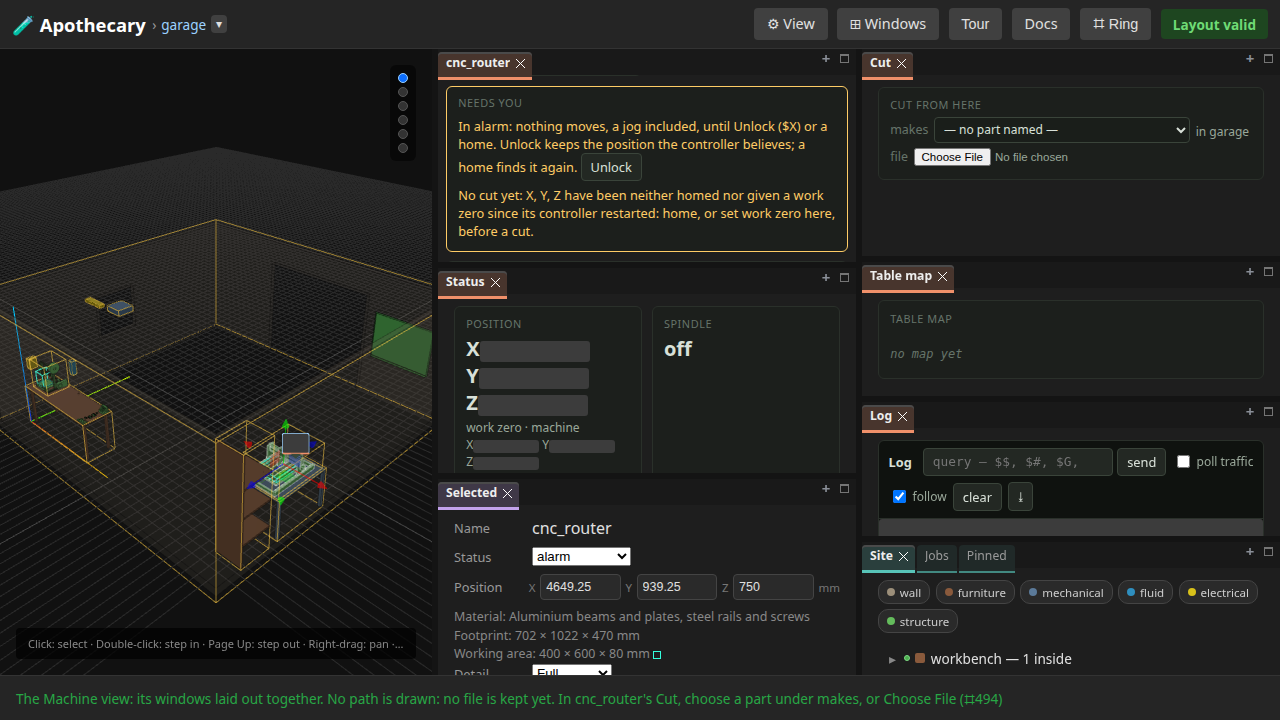 🧪 Apothecary › garage ▾
⚙ View
⊞ Windows
Tour
Docs
⌗ Ring
Layout valid
cnc_router
NEEDS YOU
In alarm: nothing moves, a jog included, until Unlock ($X) or a
home. Unlock keeps the position the controller believes; a
home finds it again. Unlock
No cut yet: X, Y, Z have been neither homed nor given a work
zero since its controller restarted: home, or set work zero here,
before a cut.
Status
POSITION
X
Y
Z
work zero · machine
X Y
Z
SPINDLE
off
Selected
Name cnc_router
Status alarm
Position X 4649.25 Y 939.25 Z 750 mm
Material: Aluminium beams and plates, steel rails and screws
Footprint: 702 × 1022 × 470 mm
Working area: 400 × 600 × 80 mm
Detail Full
Cut
CUT FROM HERE
makes — no part named — in garage
file Choose File No file chosen
Table map
TABLE MAP
no map yet
Log
Log query — $$, $#, $G, send poll traffic
follow clear ⭳
Site Jobs Pinned
wall furniture mechanical fluid electrical
structure
▸ workbench — 1 inside
Click: select · Double-click: step in · Page Up: step out · Right-drag: pan ·...
The Machine view: its windows laid out together. No path is drawn: no file is kept yet. In cnc_router's Cut, choose a part under makes, or Choose File (⌗494)